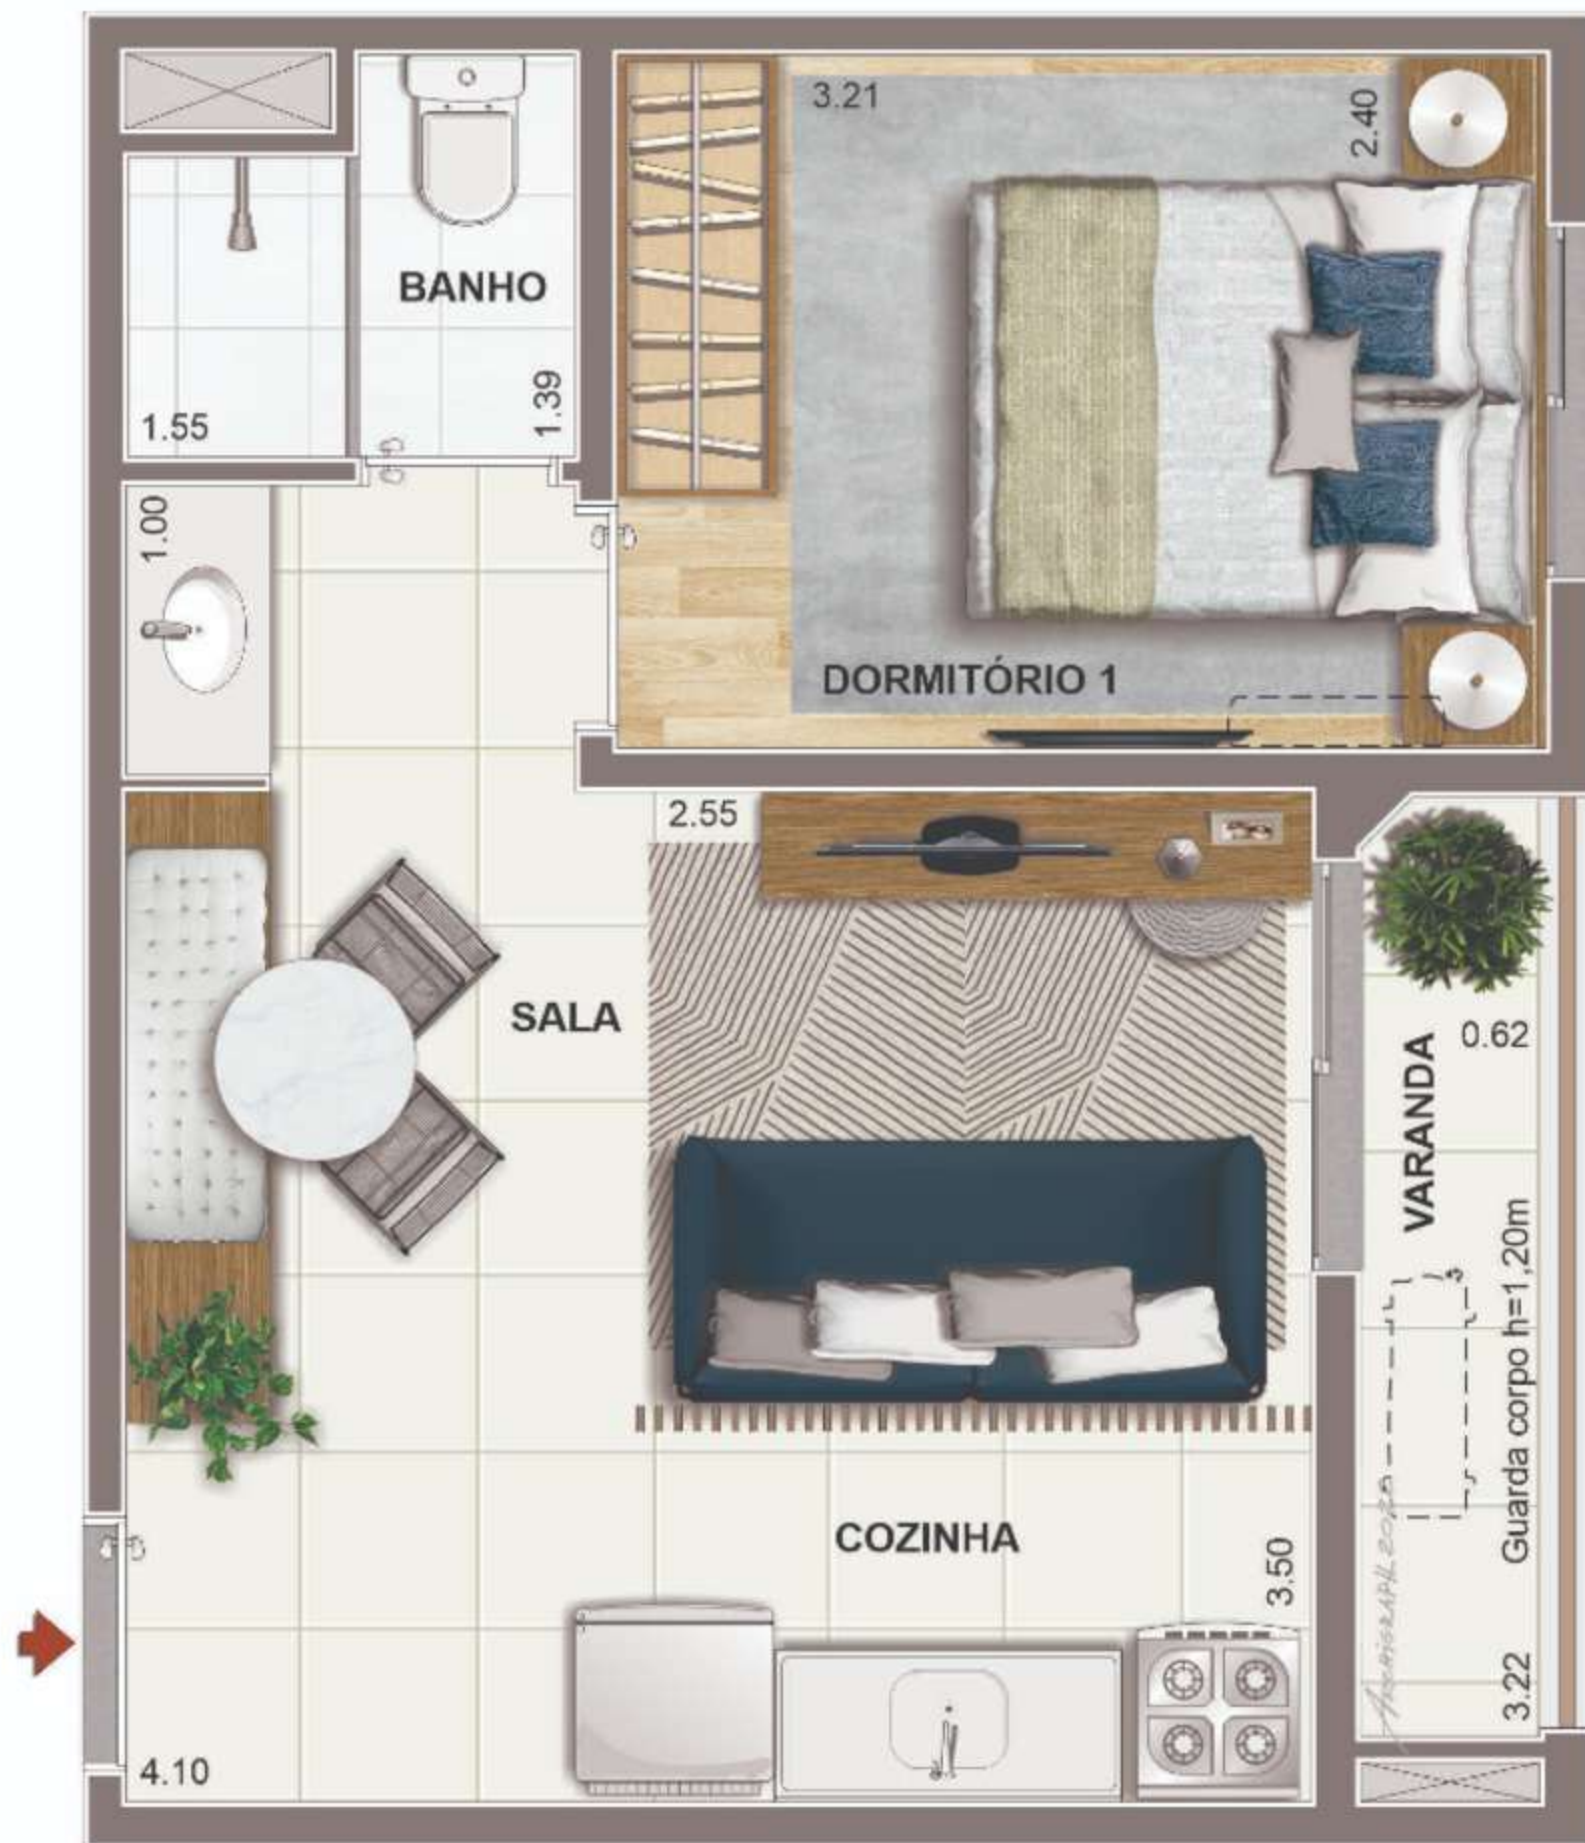 3.21
2.40
BANHO
1.39
1.55
1.00
DORMITÓRIO 1
2.55
SALA
VARANDA
0.62
Guarda corpo h=1,20m
COZINHA
3.50
3.22
4.10